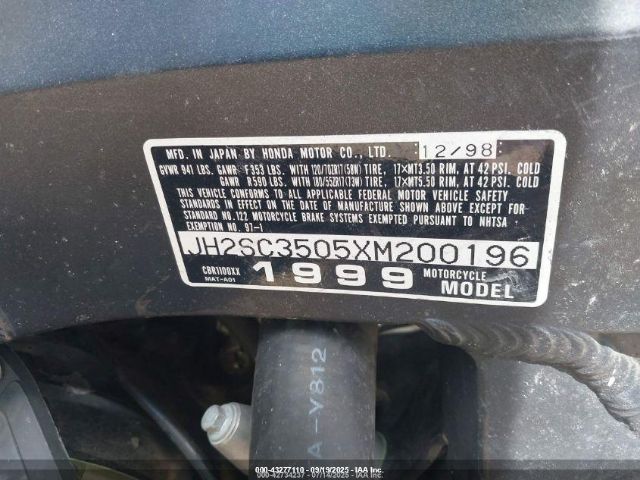 MFD. IN JAPAN BY HONDA MOTOR CO., LTD. 12/98
GVWR 941 LBS. GAWR F353 LBS. WITH 120/70ZR17(58W) TIRE, 17×MT3.50 RIM, AT 42 PSI. COLD
GAWR R590 LBS. WITH 180/55ZR17(73W) TIRE, 17×MT5.50 RIM, AT 42 PSI. COLD
THIS VEHICLE CONFORMS TO ALL APPLICABLE FEDERAL MOTOR VEHICLE SAFETY
STANDARDS IN EFFECT ON THE DATE OF MANUFACTURE SHOWN ABOVE EXCEPT FOR
STANDARD NO. 122 MOTORCYCLE BRAKE SYSTEMS EXEMPTED PURSUANT TO NHTSA
EXEMPTION NO. 97-1
JH2SC3505XM200196
CBR1100XX 1999 MOTORCYCLE
MAT-A01 MODEL
A-V812
000-43277110 - 09/19/2025 - IAA Inc.
000-42734237 - 07/14/2025 - IAA Inc.